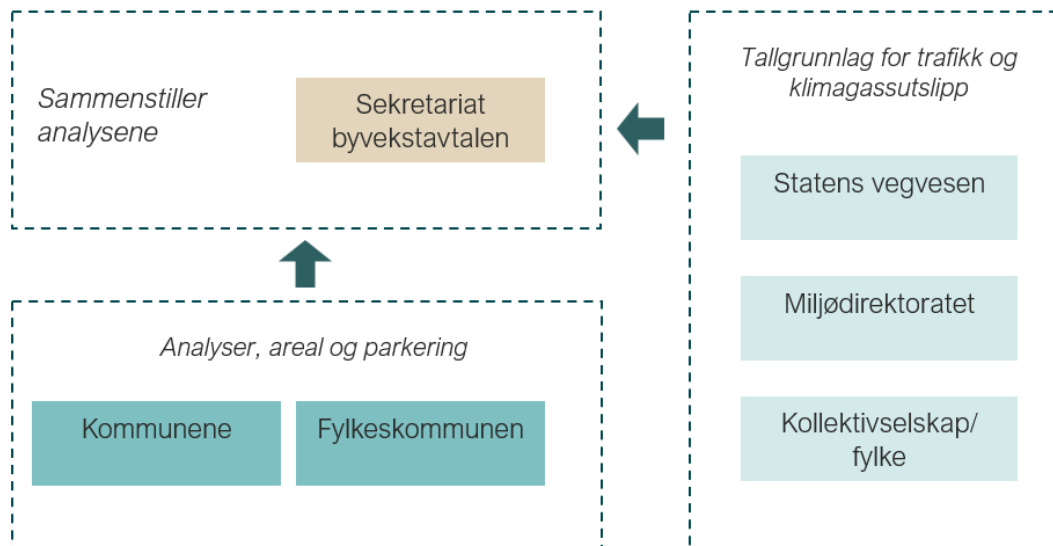 Sammenstiller
analysene
Sekretariat
byvekstavtalen
Analyser, areal og parkering
Kommunene
Fylkeskommunen
Tallgrunnlag for trafikk og
klimagassutslipp
Statens vegvesen
Miljødirektoratet
Kollektivselskap/
fylke